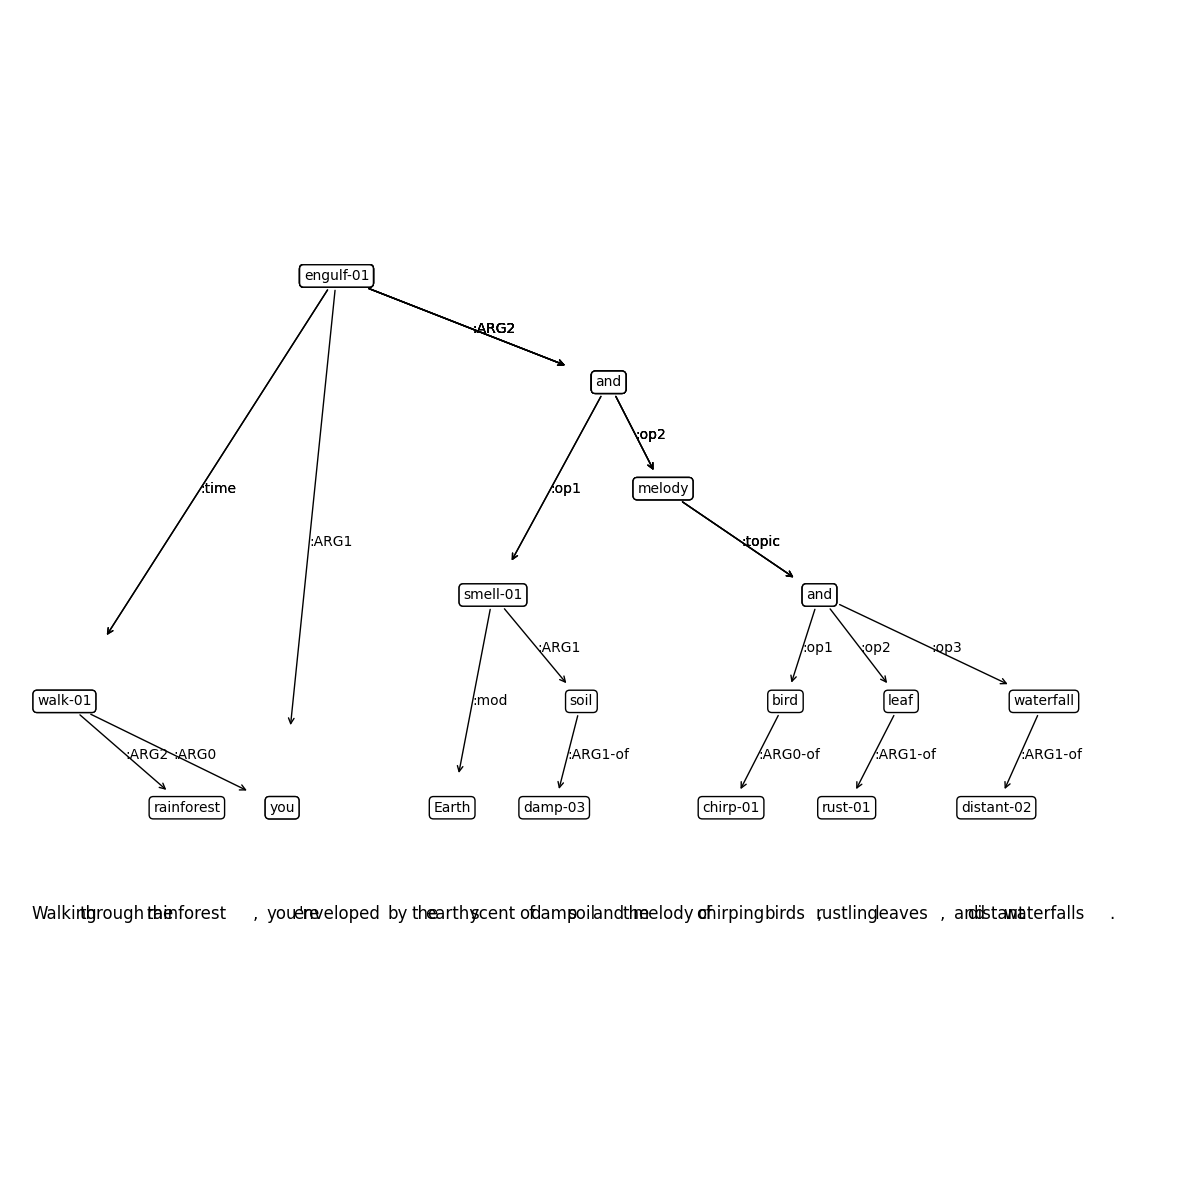 engulf-01
:ARG2
and
:op2
:time :op1 melody
:ARG1 :topic
smell-01 and
:ARG1 :op1 :op2 :op3
walk-01 :mod soil bird leaf waterfall
:ARG2 :ARG0 :ARG1-of :ARG0-of :ARG1-of :ARG1-of
rainforest you Earth damp-03 chirp-01 rust-01 distant-02
Walking through the rainforest , you're enveloped by the earthy scent of damp soil and the melody of chirping birds , rustling leaves , and distant waterfalls .